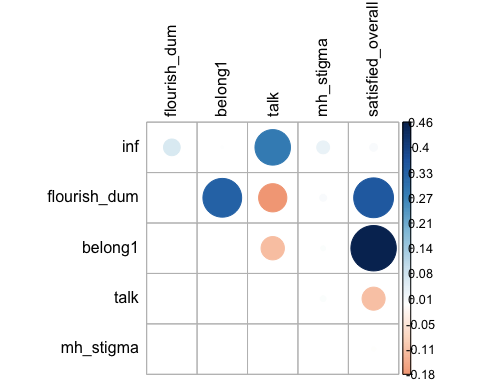 flourish_dum
belong1
talk
mh_stigma
satisfied_overall
inf
flourish_dum
belong1
talk
mh_stigma
0.46
0.4
0.33
0.27
0.21
0.14
0.08
0.01
-0.05
-0.11
-0.18